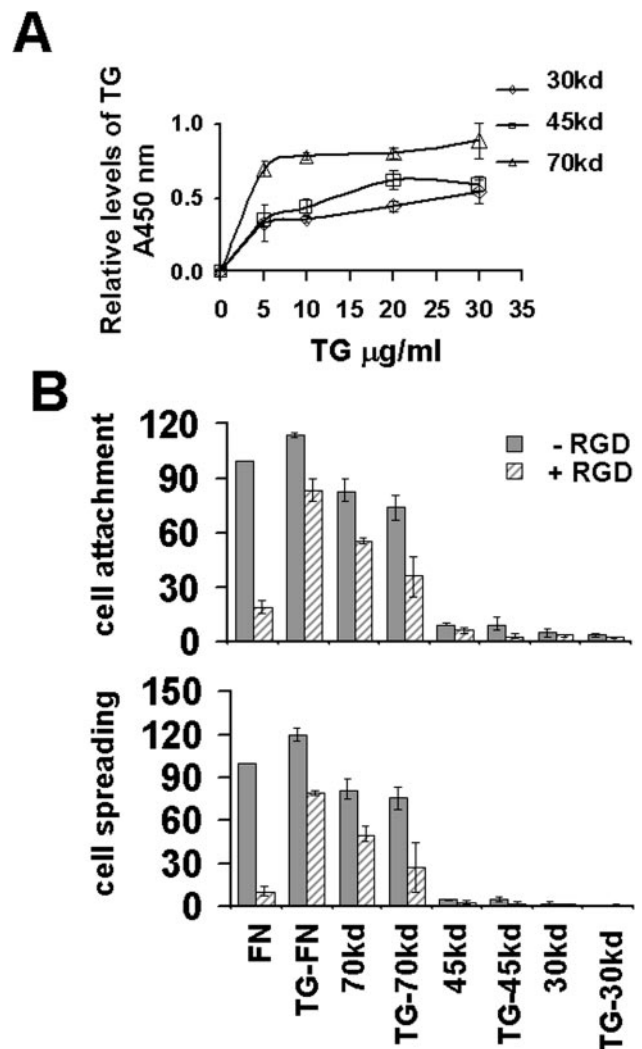 A
Relative levels of TG
A450 nm
1.0
0.5
0.0
0 5 10 15 20 25 30 35
TG µg/ml
30kd
45kd
70kd
B
cell attachment
120
90
60
30
0
- RGD
+ RGD
cell spreading
150
120
90
60
30
0
FN
TG-FN
70kd
TG-70kd
45kd
TG-45kd
30kd
TG-30kd